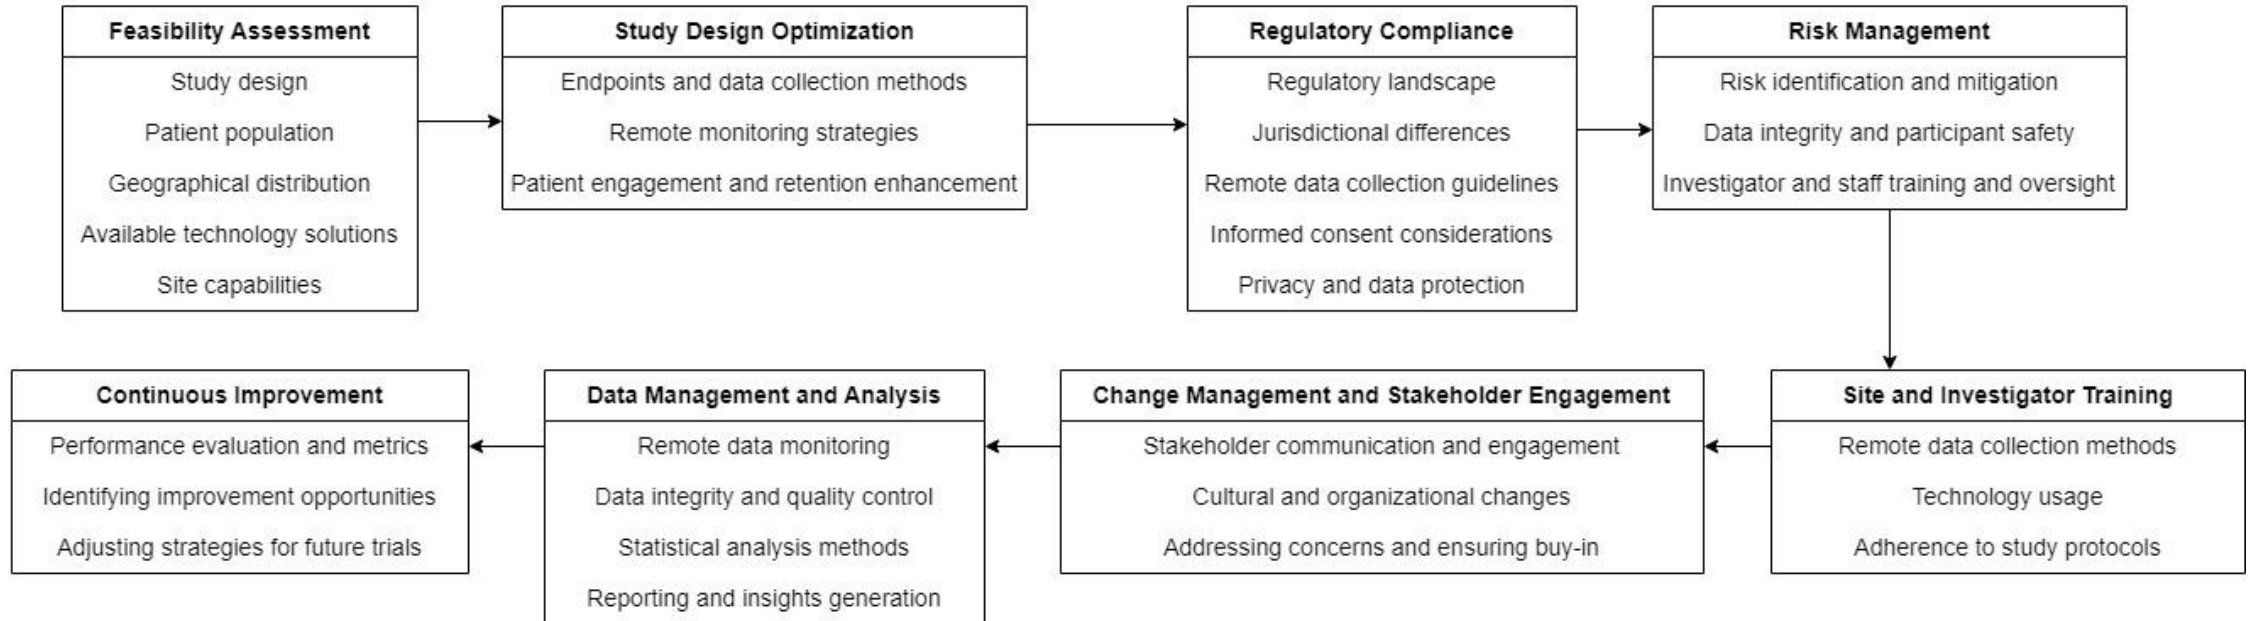 Feasibility Assessment
Study design
Patient population
Geographical distribution
Available technology solutions
Site capabilities
Study Design Optimization
Endpoints and data collection methods
Remote monitoring strategies
Patient engagement and retention enhancement
Regulatory Compliance
Regulatory landscape
Jurisdictional differences
Remote data collection guidelines
Informed consent considerations
Privacy and data protection
Risk Management
Risk identification and mitigation
Data integrity and participant safety
Investigator and staff training and oversight
Site and Investigator Training
Remote data collection methods
Technology usage
Adherence to study protocols
Change Management and Stakeholder Engagement
Stakeholder communication and engagement
Cultural and organizational changes
Addressing concerns and ensuring buy-in
Data Management and Analysis
Remote data monitoring
Data integrity and quality control
Statistical analysis methods
Reporting and insights generation
Continuous Improvement
Performance evaluation and metrics
Identifying improvement opportunities
Adjusting strategies for future trials